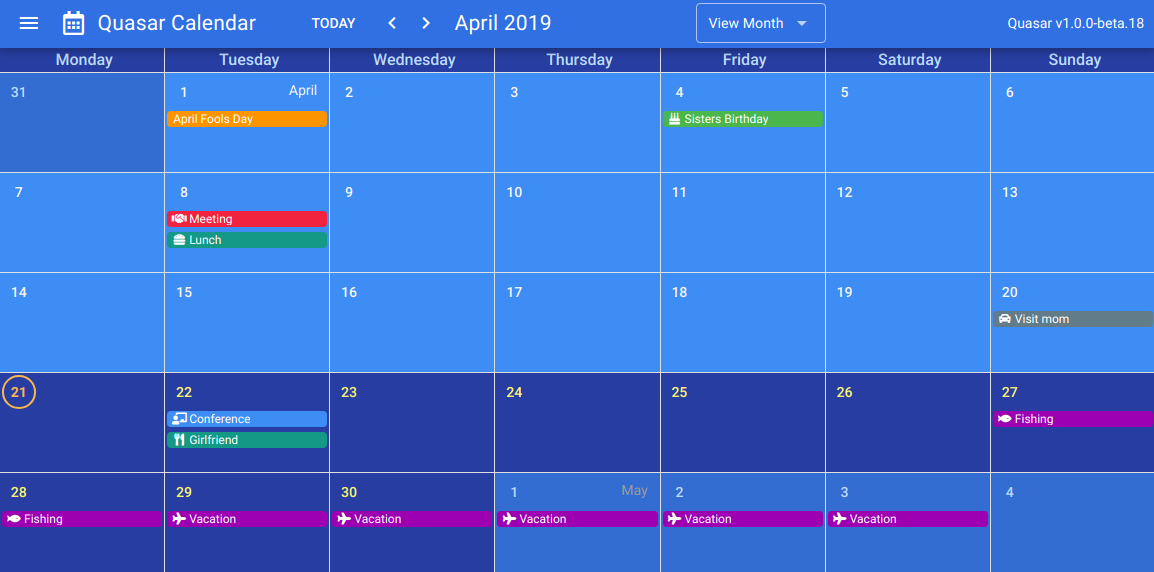 Quasar Calendar TODAY April 2019 View Month Quasar v1.0.0-beta.18
Monday Tuesday Wednesday Thursday Friday Saturday Sunday
31 1 April 2 3 4 5 6
April Fools Day Sisters Birthday
7 8 9 10 11 12 13
Meeting
Lunch
14 15 16 17 18 19 20
Visit mom
21 22 23 24 25 26 27
Conference Fishing
Girlfriend
28 29 30 1 May 2 3 4
Fishing Vacation Vacation Vacation Vacation Vacation